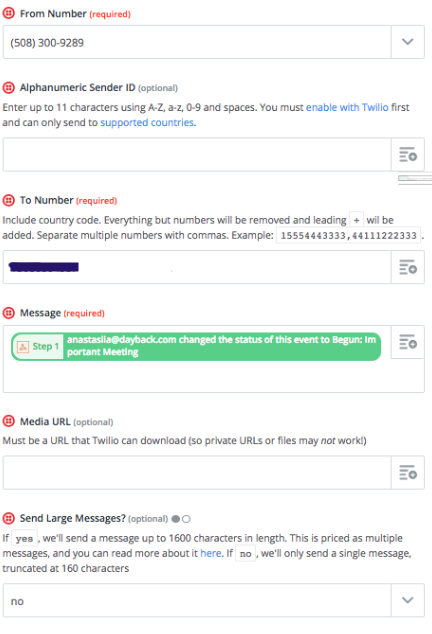 From Number (required)
(508) 300-9289
Alphanumeric Sender ID (optional)
Enter up to 11 characters using A-Z, a-z, 0-9 and spaces. You must enable with Twilio first
and can only send to supported countries.
To Number (required)
Include country code. Everything but numbers will be removed and leading + wil be
added. Separate multiple numbers with commas. Example: 15554443333,44111222333 .
Message (required)
Step 1 anastasiia@dayback.com changed the status of this event to Begun: Im
portant Meeting
Media URL (optional)
Must be a URL that Twilio can download (so private URLs or files may not work!)
Send Large Messages? (optional)
If yes , we'll send a message up to 1600 characters in length. This is priced as multiple
messages, and you can read more about it here. If no , we'll only send a single message,
truncated at 160 characters
no